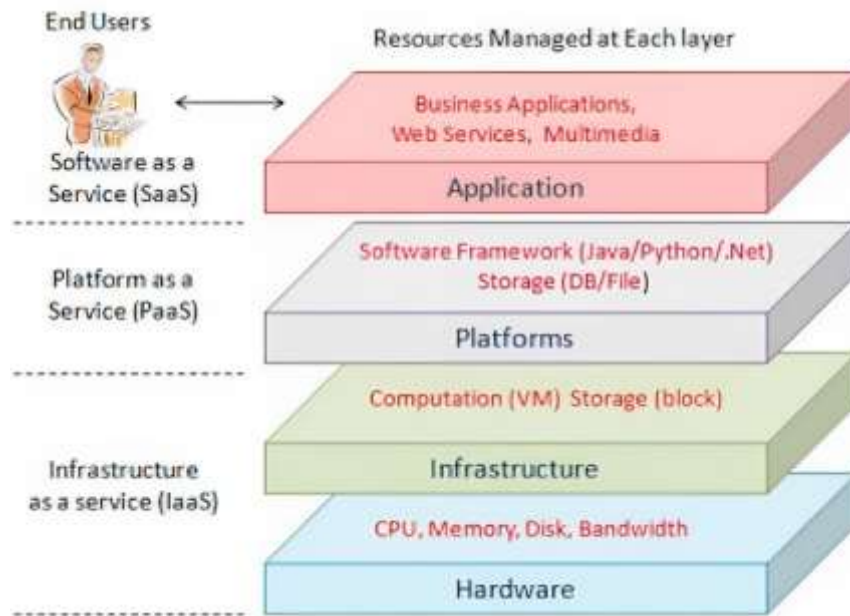 End Users
Resources Managed at Each layer
Business Applications,
Web Services, Multimedia
Application
Software as a
Service (SaaS)
Software Framework (Java/Python/.Net)
Storage (DB/File)
Platforms
Platform as a
Service (PaaS)
Computation (VM) Storage (block)
Infrastructure
Infrastructure
as a service (IaaS)
CPU, Memory, Disk, Bandwidth
Hardware